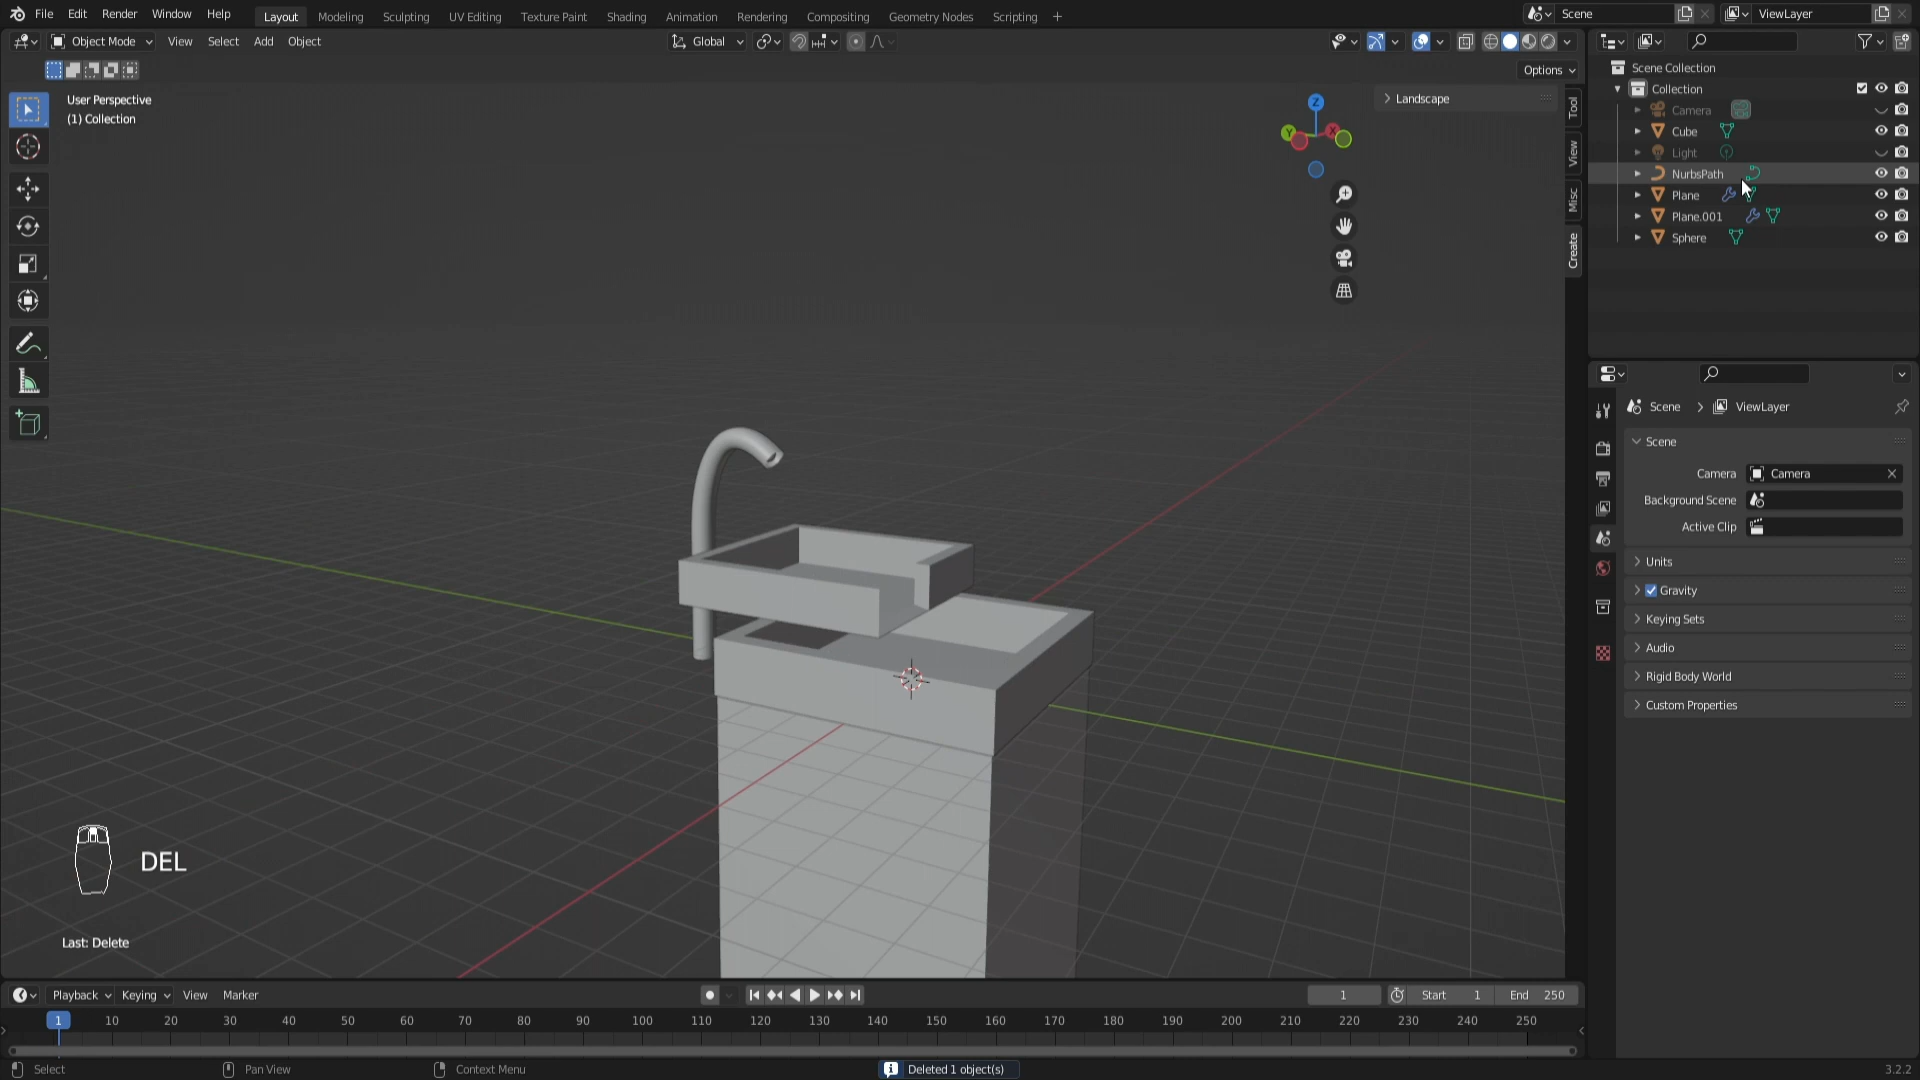 File Edit Render Window Help
Layout Modeling Sculpting UV Editing Texture Paint Shading Animation Rendering Compositing Geometry Nodes Scripting +
Scene
ViewLayer
Object Mode View Select Add Object
Global
Options
User Perspective
(1) Collection
Landscape
Tool
View
Misc
Create
Z
Y
X
Scene Collection
Collection
Camera
Cube
Light
NurbsPath
Plane
Plane.001
Sphere
Scene > ViewLayer
Scene
Camera Camera
Background Scene
Active Clip
Units
Gravity
Keying Sets
Audio
Rigid Body World
Custom Properties
DEL
Last: Delete
Playback Keying View Marker
1 Start 1 End 250
1 10 20 30 40 50 60 70 80 90 100 110 120 130 140 150 160 170 180 190 200 210 220 230 240 250
Select Pan View Context Menu Deleted 1 object(s) 3.2.2